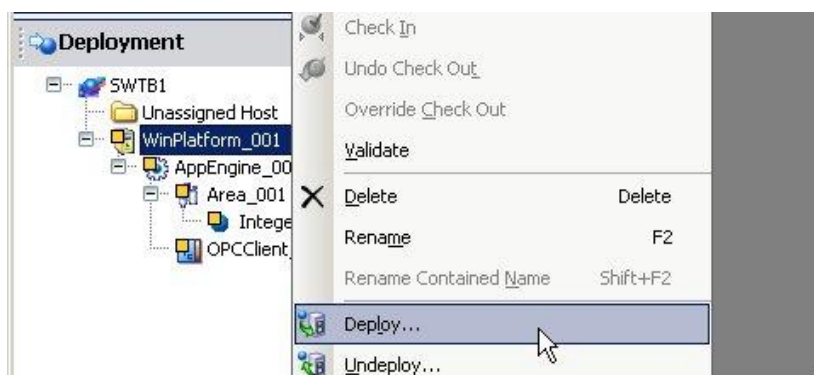 Deployment
SWTB1
Unassigned Host
WinPlatform_001
AppEngine_00
Area_001
Intege
OPCClient_
Check In
Undo Check Out
Override Check Out
Validate
Delete Delete
Rename F2
Rename Contained Name Shift+F2
Deploy...
Undeploy...